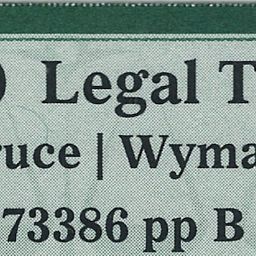 ) Legal T
ruce | Wyma
73386 pp B